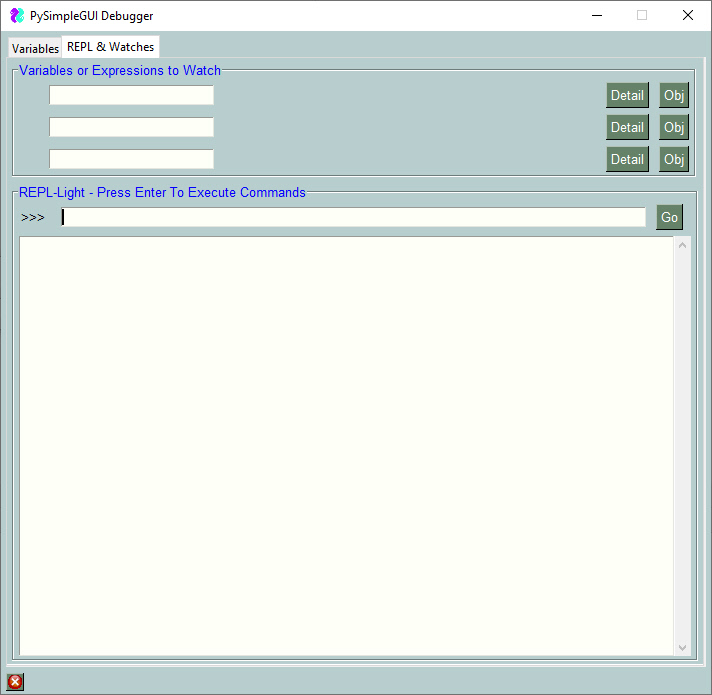 PySimpleGUI Debugger
Variables REPL & Watches
Variables or Expressions to Watch
Detail Obj
Detail Obj
Detail Obj
REPL-Light - Press Enter To Execute Commands
>>> Go